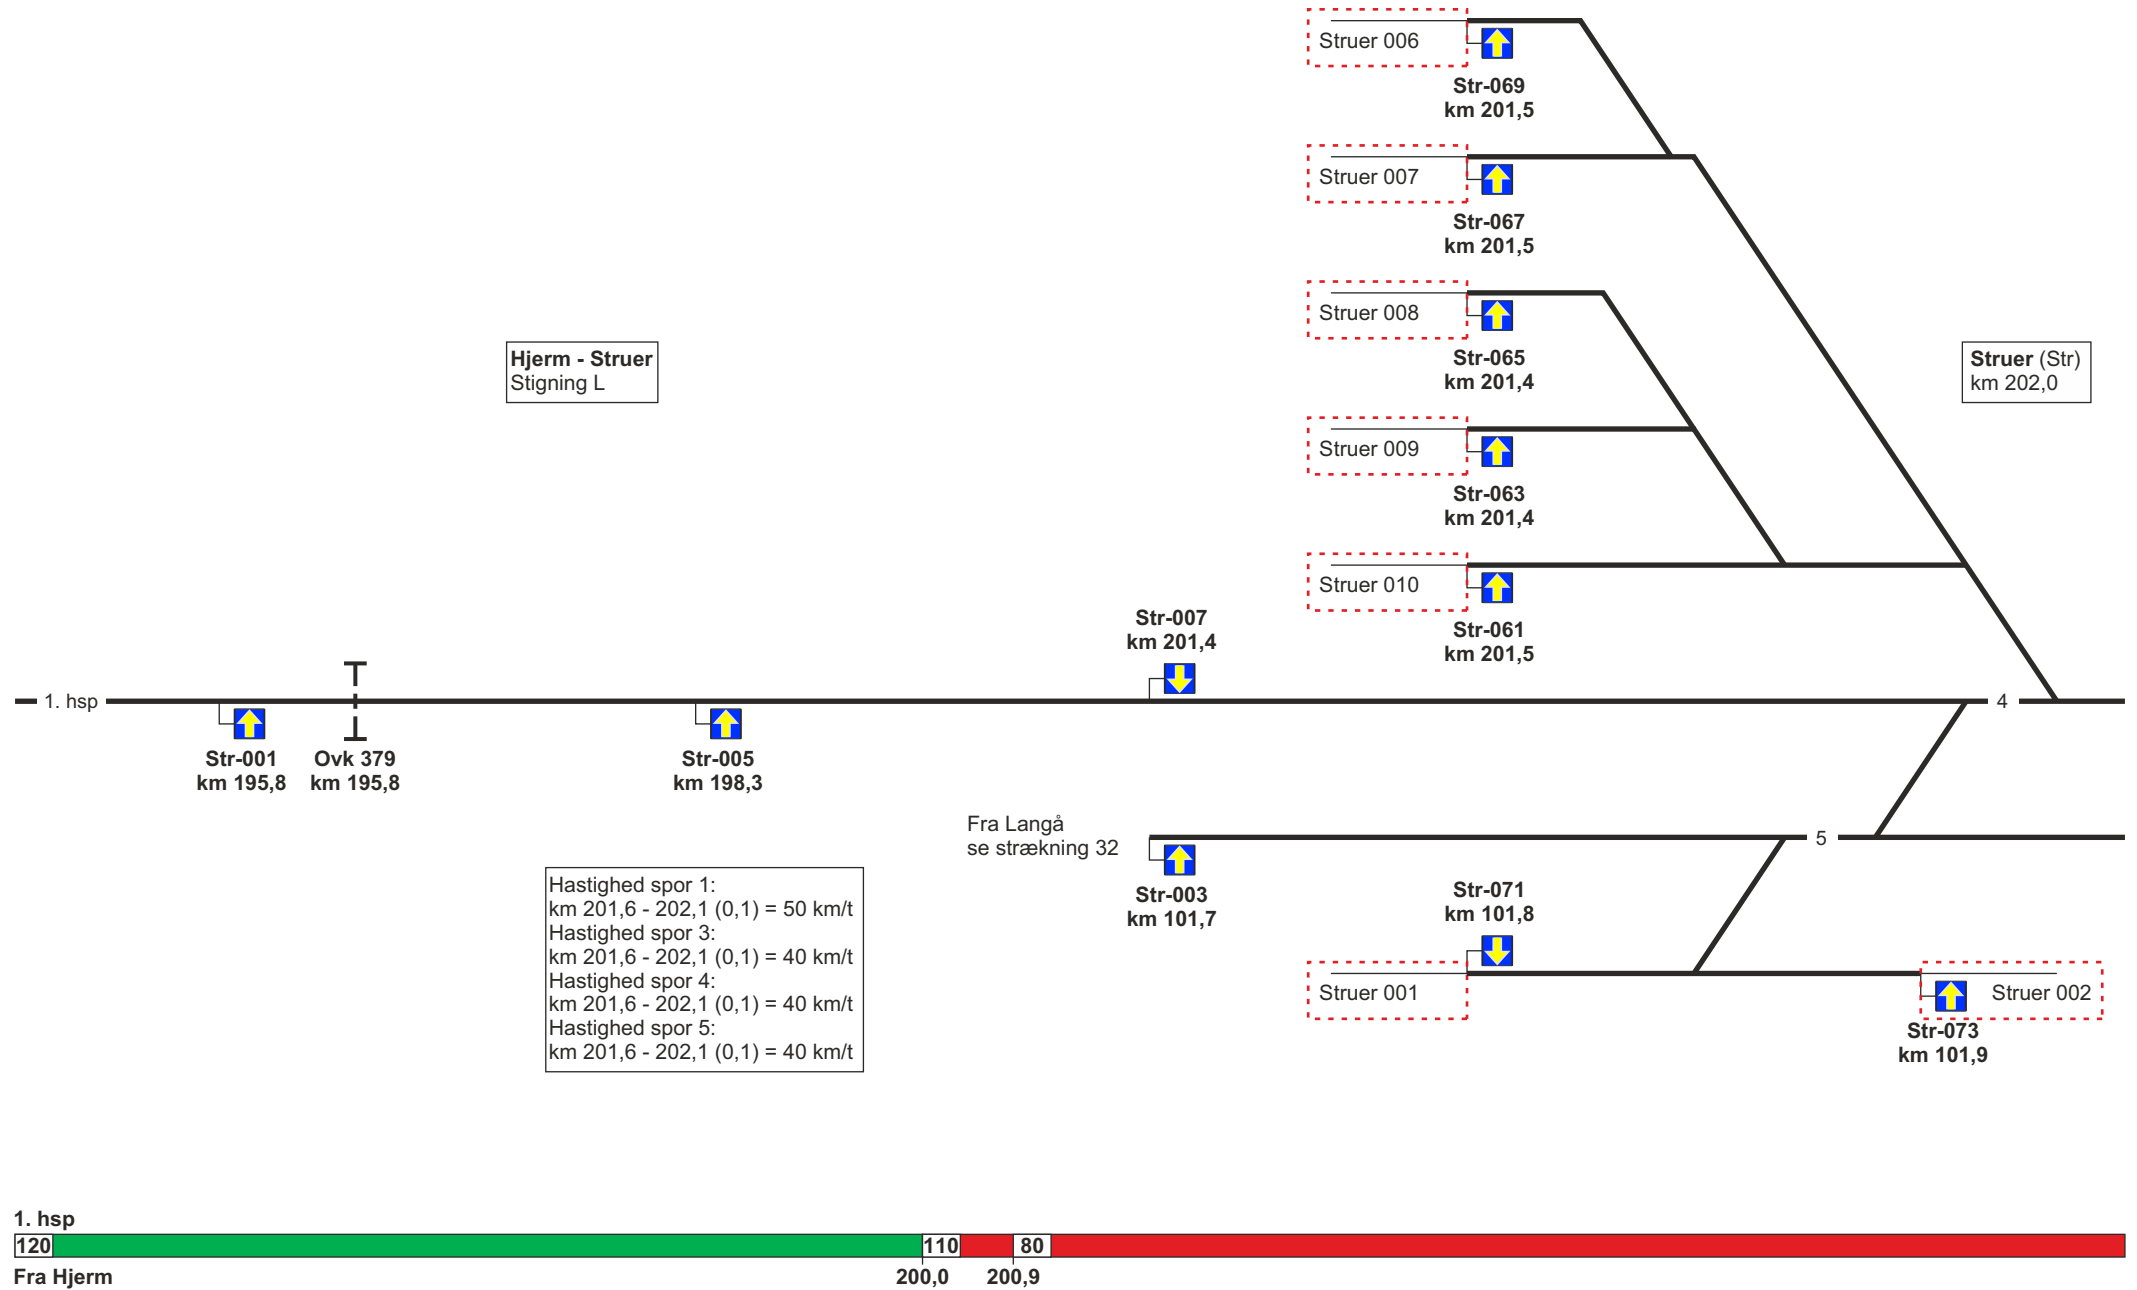 Struer 006
Str-069
km 201,5
Struer 007
Str-067
km 201,5
Struer 008
Str-065
km 201,4
Hjerm - Struer
Stigning L
Struer (Str)
km 202,0
Struer 009
Str-063
km 201,4
Struer 010
Str-061
km 201,5
Str-007
km 201,4
1. hsp
4
Str-001
km 195,8
Ovk 379
km 195,8
Str-005
km 198,3
Fra Langå
se strækning 32
5
Str-003
km 101,7
Str-071
km 101,8
Struer 001
Struer 002
Str-073
km 101,9
Hastighed spor 1:
km 201,6 - 202,1 (0,1) = 50 km/t
Hastighed spor 3:
km 201,6 - 202,1 (0,1) = 40 km/t
Hastighed spor 4:
km 201,6 - 202,1 (0,1) = 40 km/t
Hastighed spor 5:
km 201,6 - 202,1 (0,1) = 40 km/t
1. hsp
120 110 80
Fra Hjerm 200,0 200,9